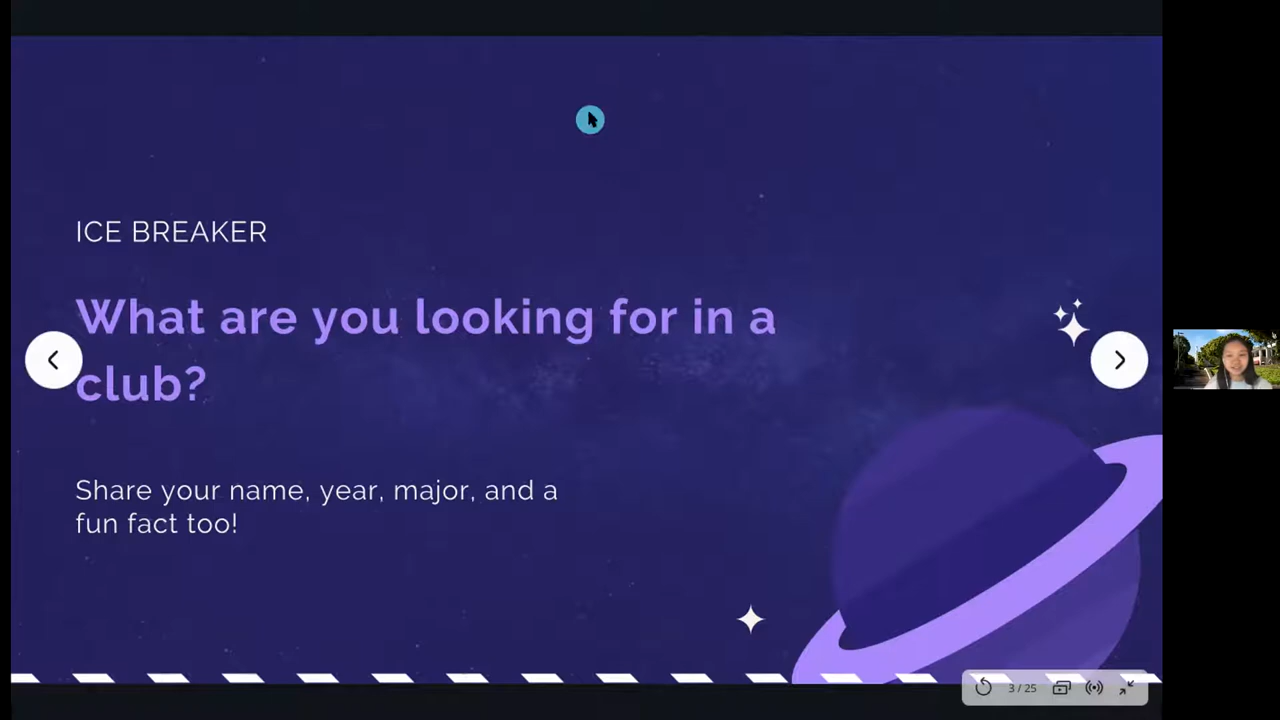 ICE BREAKER
What are you looking for in a
club?
Share your name, year, major, and a
fun fact too!
3 / 25